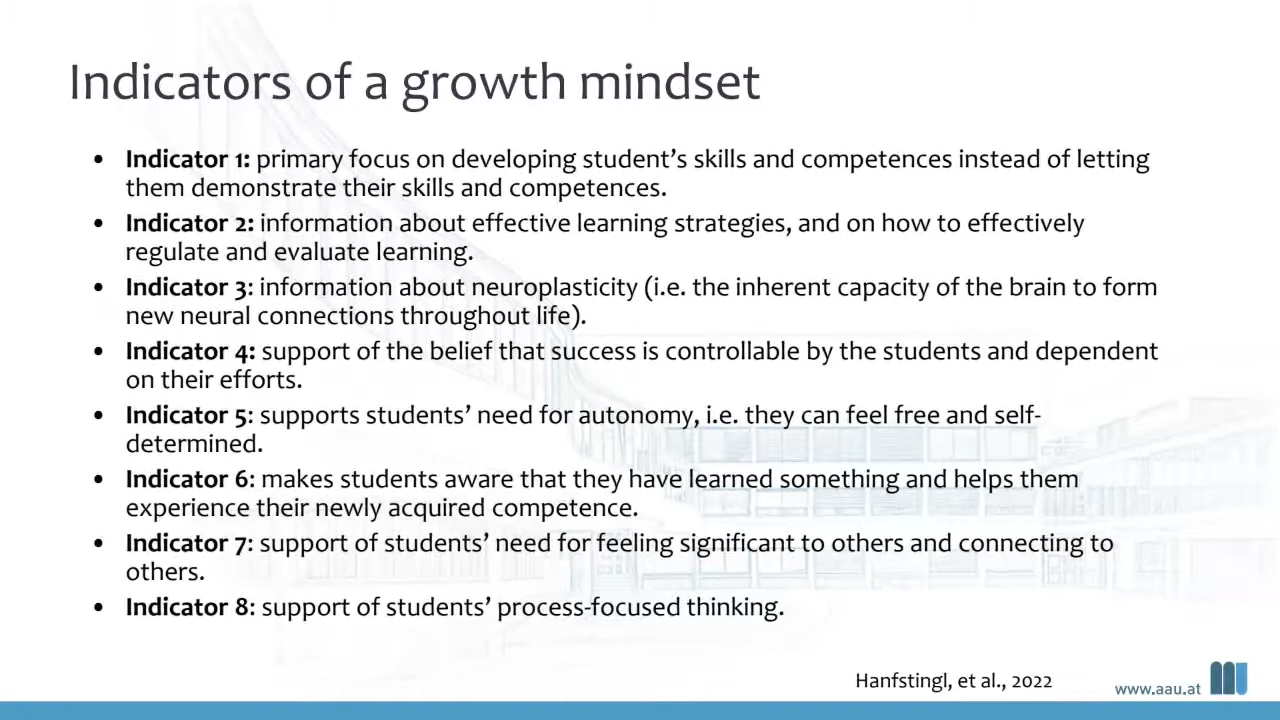 Indicators of a growth mindset
• Indicator 1: primary focus on developing student’s skills and competences instead of letting
them demonstrate their skills and competences.
• Indicator 2: information about effective learning strategies, and on how to effectively
regulate and evaluate learning.
• Indicator 3: information about neuroplasticity (i.e. the inherent capacity of the brain to form
new neural connections throughout life).
• Indicator 4: support of the belief that success is controllable by the students and dependent
on their efforts.
• Indicator 5: supports students’ need for autonomy, i.e. they can feel free and self-
determined.
• Indicator 6: makes students aware that they have learned something and helps them
experience their newly acquired competence.
• Indicator 7: support of students’ need for feeling significant to others and connecting to
others.
• Indicator 8: support of students’ process-focused thinking.
Hanfstingl, et al., 2022
www.aau.at